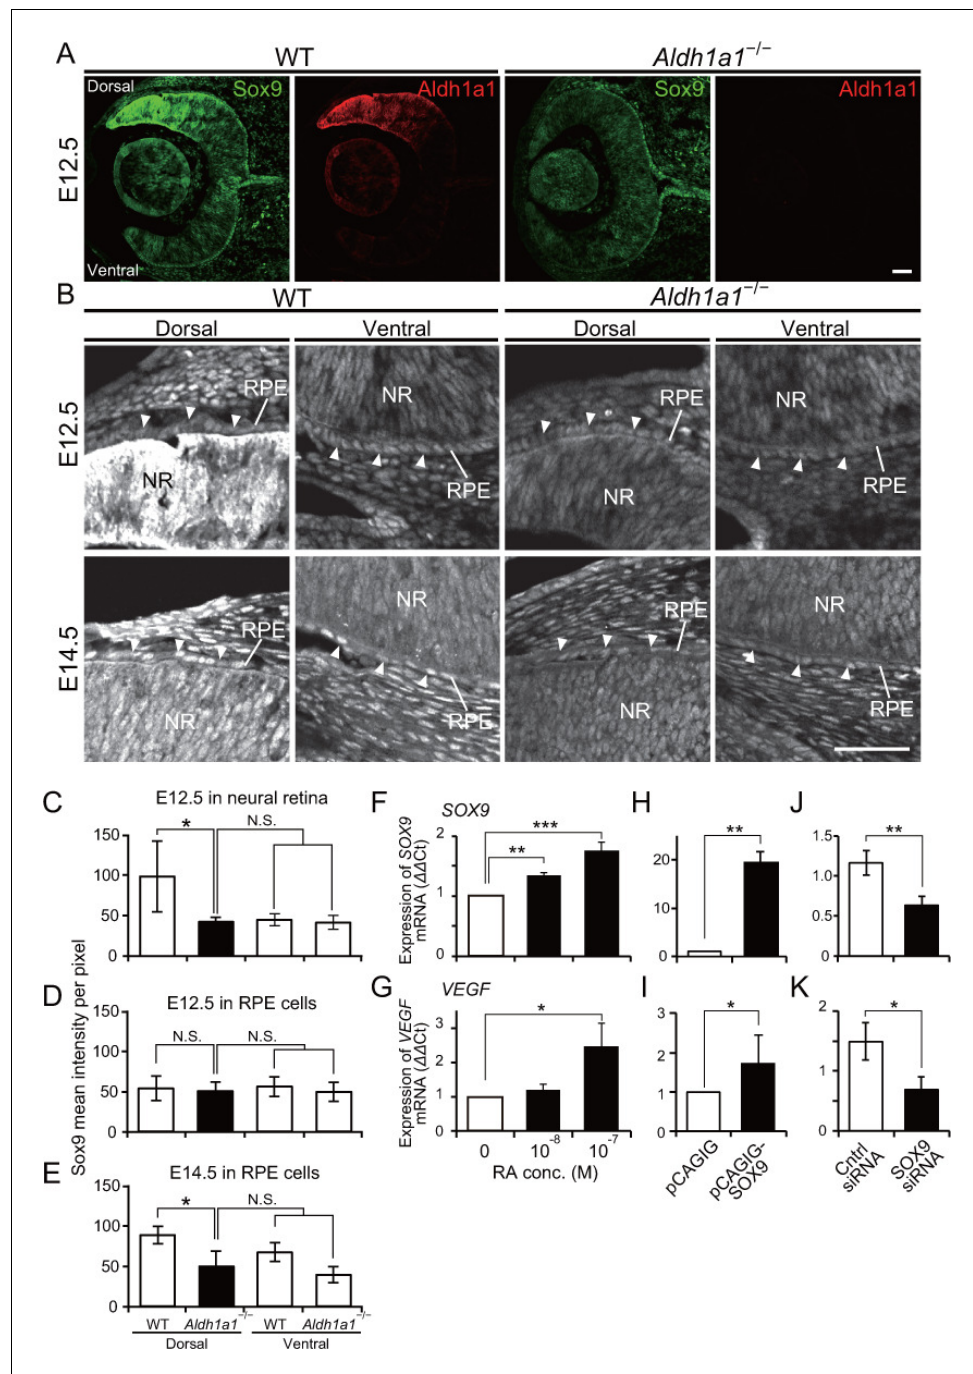 A
WT
Aldh1a1−/−
E12.5
Dorsal
Sox9
Aldh1a1
Sox9
Aldh1a1
Ventral
B
WT
Aldh1a1−/−
Dorsal
Ventral
Dorsal
Ventral
E12.5
RPE
NR
NR
RPE
RPE
NR
NR
RPE
E14.5
RPE
NR
NR
RPE
RPE
NR
NR
RPE
Sox9 mean intensity per pixel
C
E12.5 in neural retina
150
100
50
0
*
N.S.
D
E12.5 in RPE cells
150
100
50
0
N.S.
N.S.
E
E14.5 in RPE cells
150
100
50
0
*
N.S.
WT
Aldh1a1−/−
WT
Aldh1a1−/−
Dorsal
Ventral
F
SOX9
Expression of SOX9
mRNA (ΔΔCt)
2
1
0
**
***
G
VEGF
Expression of VEGF
mRNA (ΔΔCt)
3
2
1
0
*
0
10-8
10-7
RA conc. (M)
H
20
10
0
**
I
3
2
1
0
*
pCAGIG
pCAGIG-
SOX9
J
1.5
1.0
0.5
0
**
K
2
1
0
*
Cntrl
siRNA
SOX9
siRNA